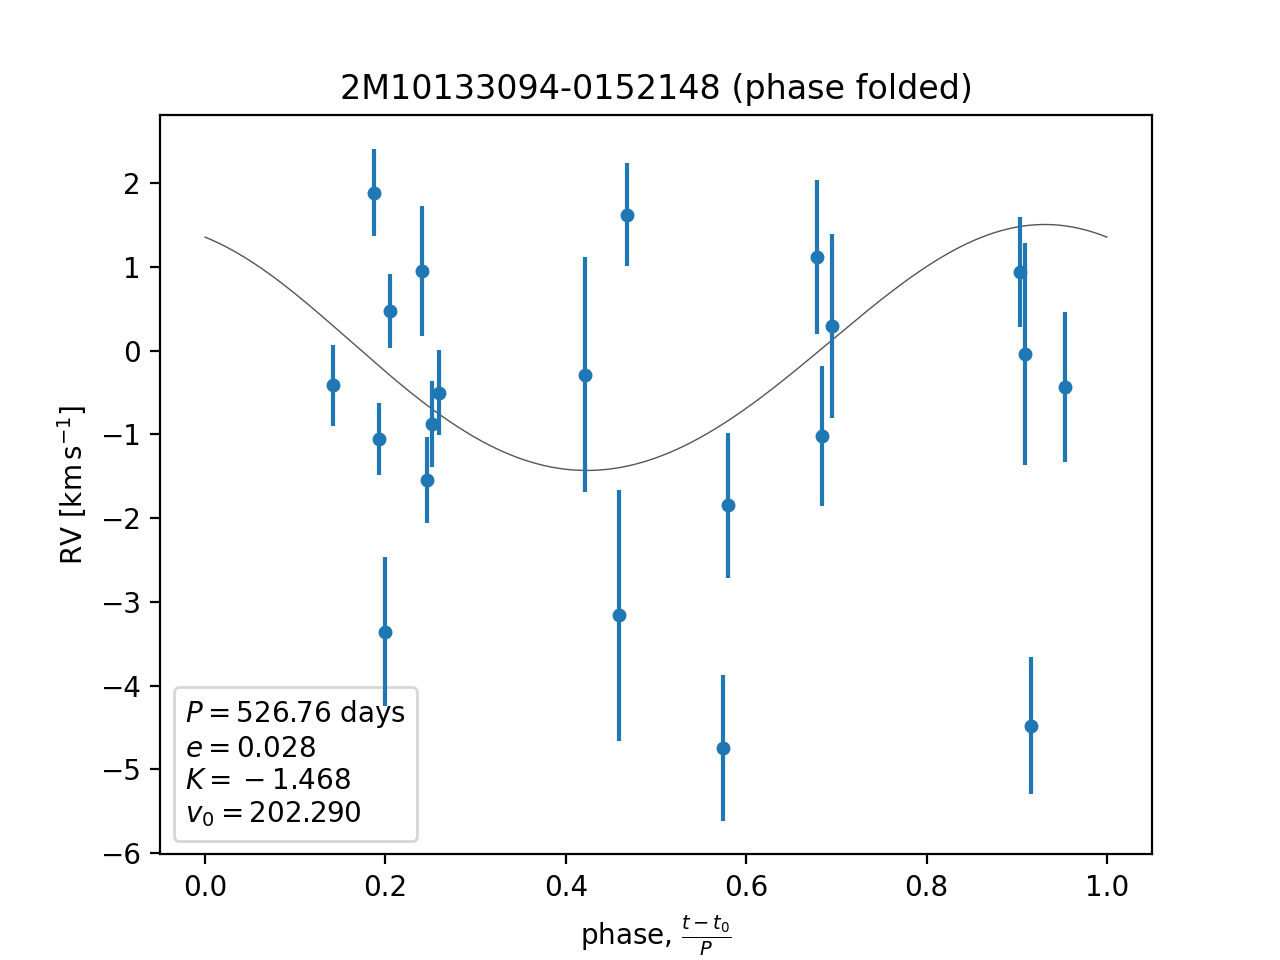 2M10133094-0152148 (phase folded)
2
1
0
−1
−2
−3
−4
−5
−6
RV [km s⁻¹]
P = 526.76 days
e = 0.028
K = − 1.468
v₀ = 202.290
0.0 0.2 0.4 0.6 0.8 1.0
phase, (t − t₀)/P